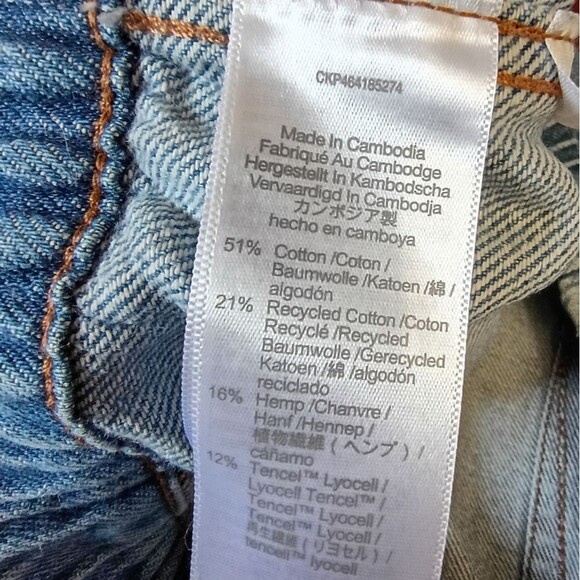 CKP464185274
Made In Cambodia
Fabriqué Au Cambodge
Hergestellt In Kambodscha
Vervaardigd In Cambodja
カンボジア製
hecho en camboya
51% Cotton /Coton /
Baumwolle /Katoen /綿 /
algodón
21% Recycled Cotton /Coton
Recyclé /Recycled
Baumwolle /Gerecycled
Katoen /綿 /algodón
reciclado
16% Hemp /Chanvre /
Hanf /Hennep /
植物繊維 ( ヘンプ ) /
cáñamo
12% Tencel™ Lyocell /
Lyocell Tencel™ /
Tencel™ Lyocell /
Tencel™ Lyocell /
再生繊維 (リヨセル) /
tencell™ lyocell